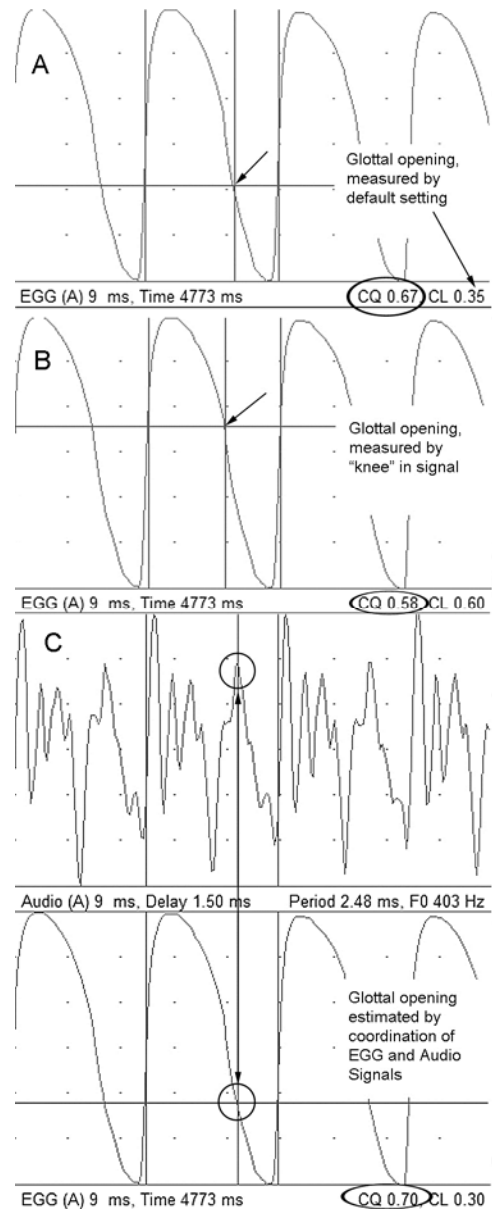 A
Glottal opening,
measured by
default setting
EGG (A) 9 ms, Time 4773 ms CQ 0.67, CL 0.35
B
Glottal opening,
measured by
“knee” in signal
EGG (A) 9 ms, Time 4773 ms CQ 0.58, CL 0.60
C
Audio (A) 9 ms, Delay 1.50 ms Period 2.48 ms, F0 403 Hz
Glottal opening
estimated by
coordination of
EGG and Audio
Signals
EGG (A) 9 ms, Time 4773 ms CQ 0.70, CL 0.30